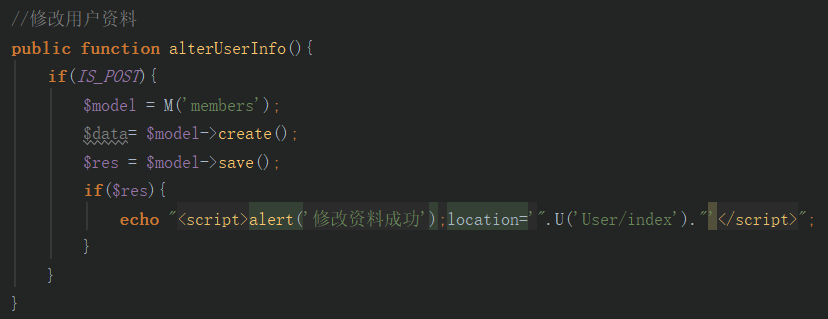 //修改用户资料
public function alterUserInfo(){
if(IS_POST){
$model = M('members');
$data= $model->create();
$res = $model->save();
if($res){
echo "<script>alert('修改资料成功');location='".U('User/index')."'</script>";
}
}
}